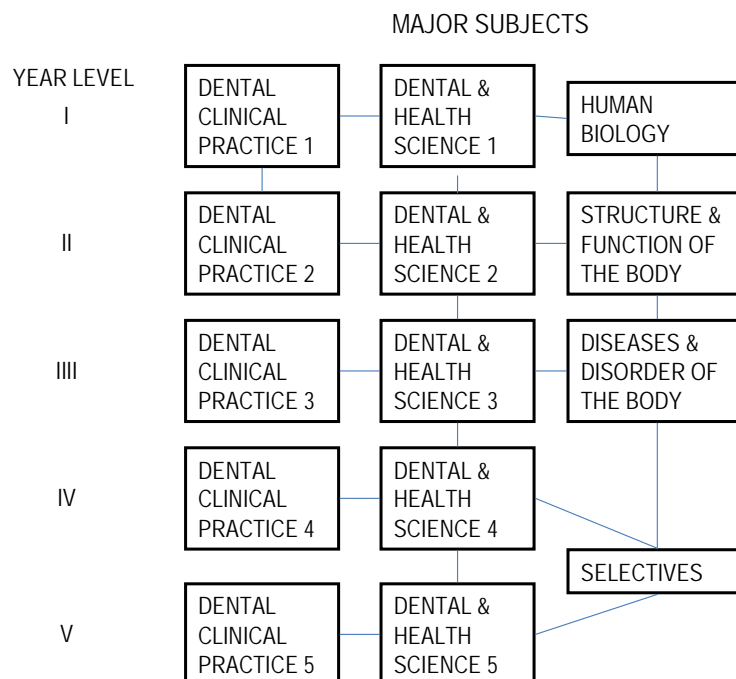 MAJOR SUBJECTS
YEAR LEVEL
I
DENTAL
CLINICAL
PRACTICE 1
DENTAL &
HEALTH
SCIENCE 1
HUMAN
BIOLOGY
II
DENTAL
CLINICAL
PRACTICE 2
DENTAL &
HEALTH
SCIENCE 2
STRUCTURE &
FUNCTION OF
THE BODY
IIII
DENTAL
CLINICAL
PRACTICE 3
DENTAL &
HEALTH
SCIENCE 3
DISEASES &
DISORDER OF
THE BODY
IV
DENTAL
CLINICAL
PRACTICE 4
DENTAL &
HEALTH
SCIENCE 4
SELECTIVES
V
DENTAL
CLINICAL
PRACTICE 5
DENTAL &
HEALTH
SCIENCE 5